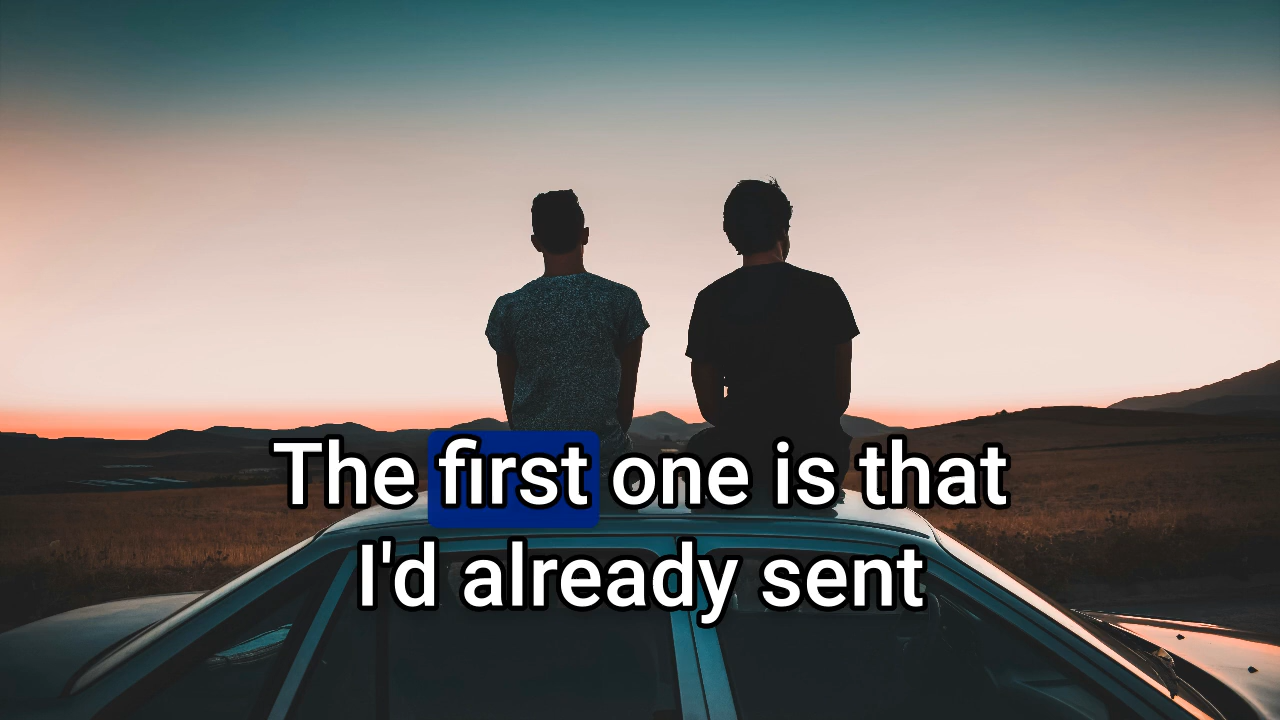 The first one is that
I'd already sent